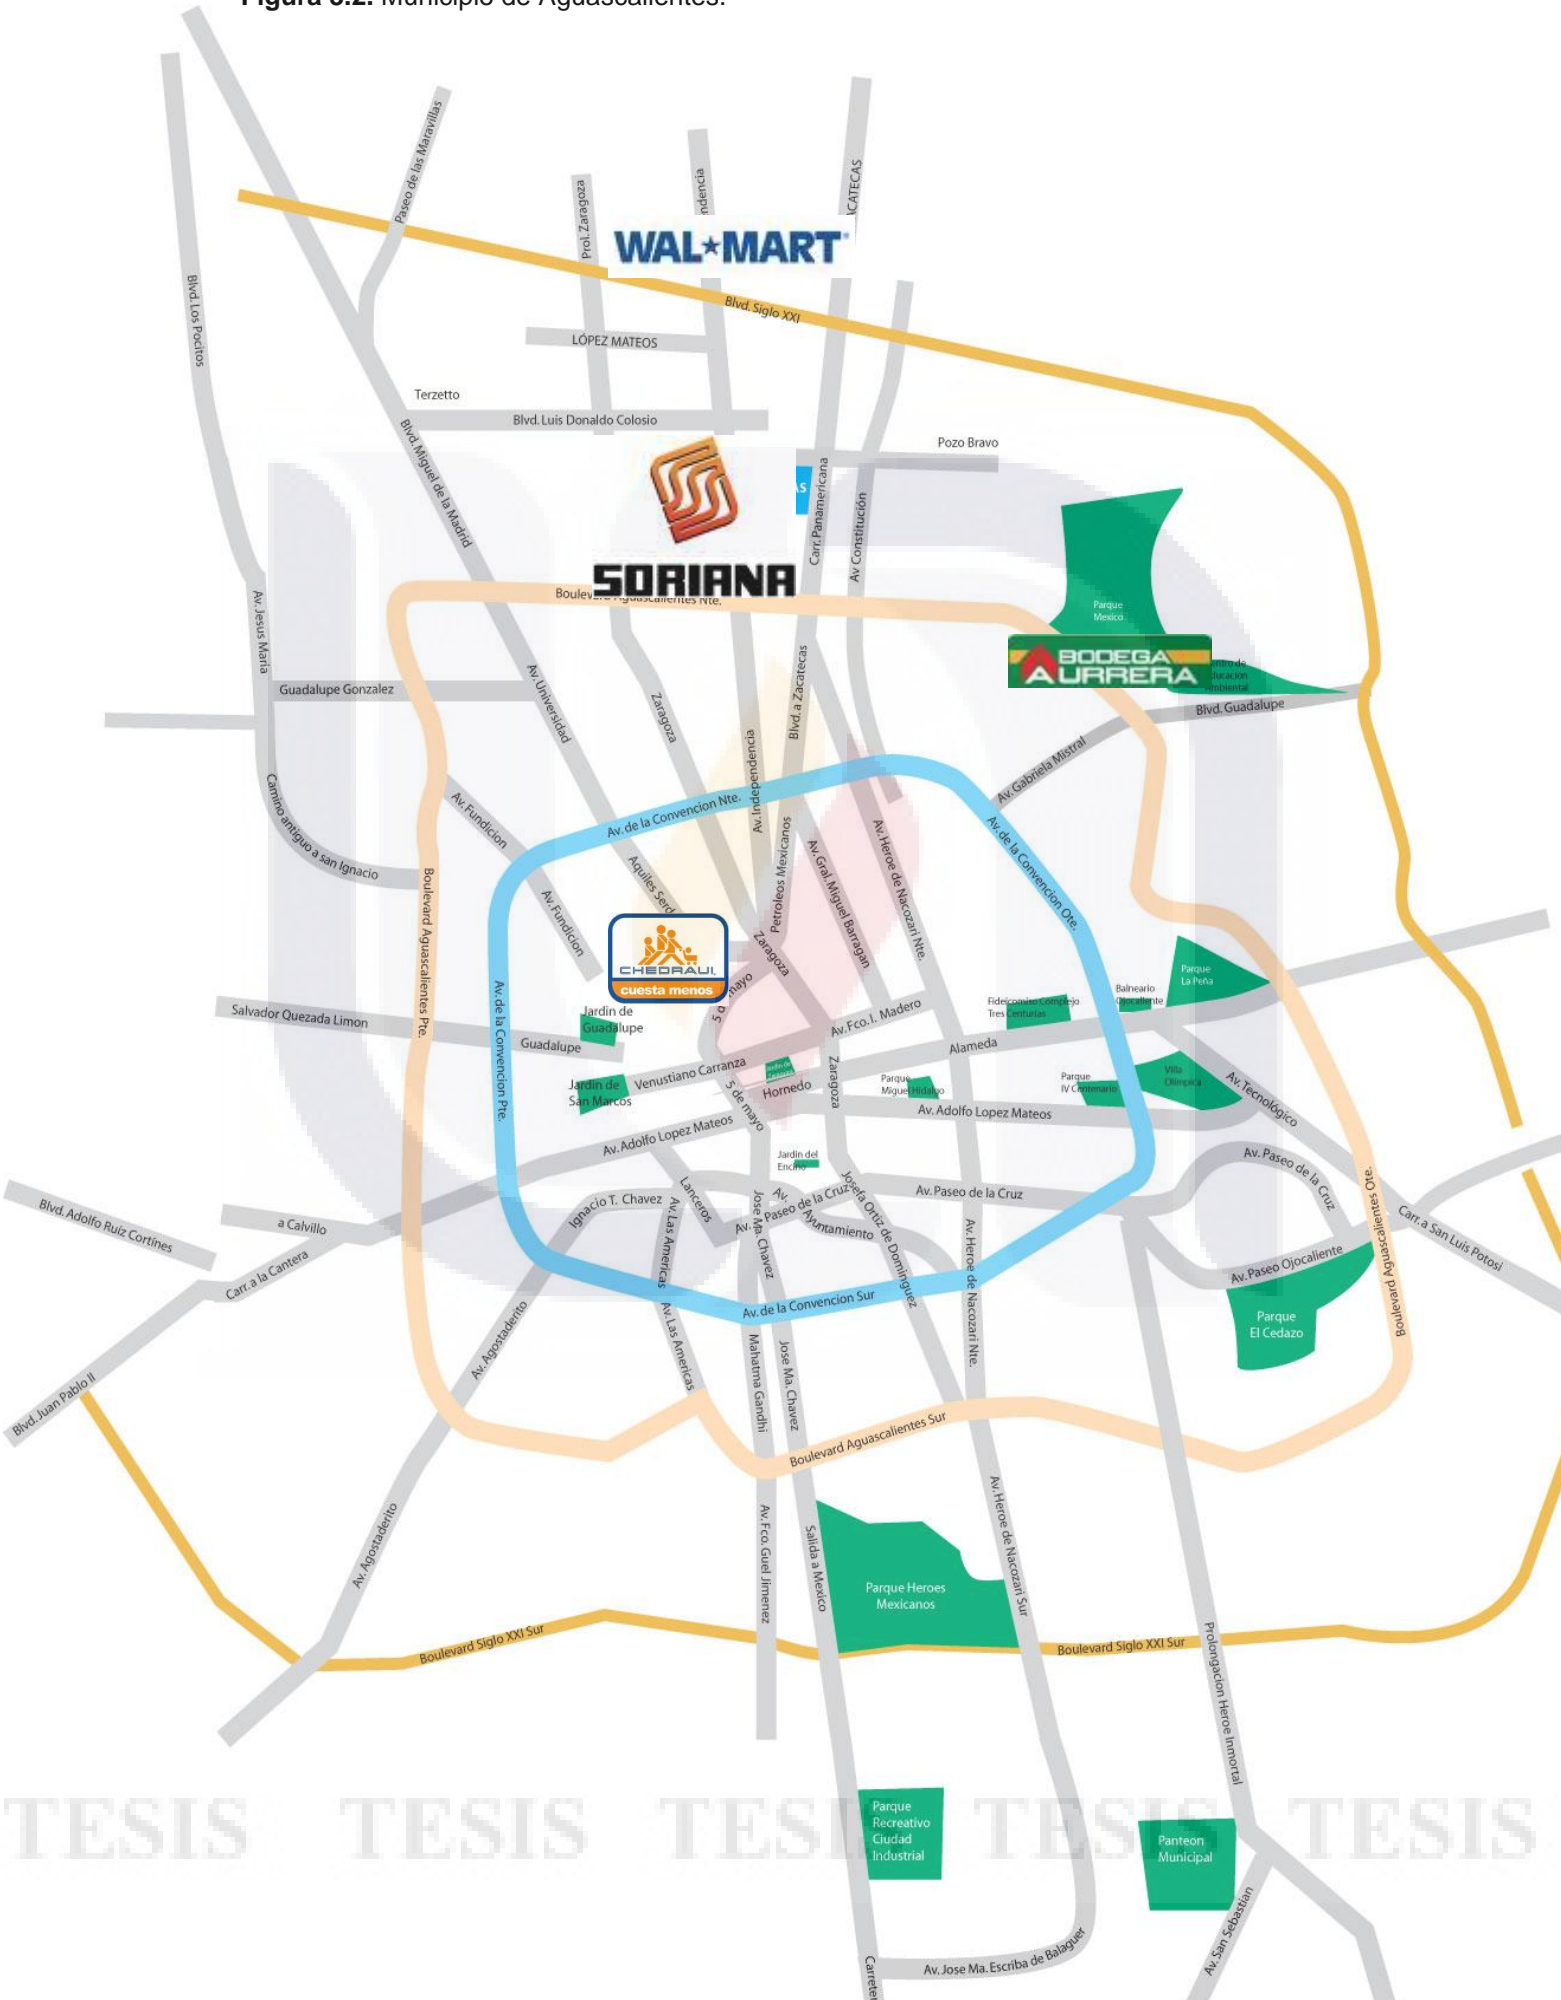 Figura 3.2. Municipio de Aguascalientes.
Paseo de las Maravillas
Prol. Zaragoza
WAL★MART
Blvd. Siglo XXI
Blvd. Los Pocitos
LÓPEZ MATEOS
Terzetto
Blvd. Luis Donaldo Colosio
Blvd. Miguel de la Madrid
Pozo Bravo
Carr. Panamericana
Av Constitución
SORIANA
Parque
Mexico
BODEGA
AURRERA
Blvd. Guadalupe
Av. Jesus Maria
Guadalupe Gonzalez
Av. Universidad
Zaragoza
Av. Independencia
Blvd. a Zacatecas
Av. Gabriela Mistral
Camino antiguo a san Ignacio
Av. Fundicion
Av. de la Convencion Nte.
Av. de la Convencion Ote.
Petroleos Mexicanos
Av. Gral. Miguel Barragan
Av. Heroe de Nacozari Nte.
Av. Fundicion
CHEDRAUI
cuesta menos
Zaragoza
Boulevard Aguascalientes Pte.
Av. de la Convencion Pte.
Salvador Quezada Limon
Guadalupe
Jardin de
Guadalupe
Jardin de
San Marcos
Venustiano Carranza
Av. Fco. I. Madero
Fideicomiso Complejo
Tres Centurias
Balneario
Ojocaliente
Parque
La Peña
Alameda
Hornedo
Zaragoza
Parque
Miguel Hidalgo
Parque
IV Centenario
Villa
Olimpica
Av. Tecnológico
5 de mayo
Av. Adolfo Lopez Mateos
Av. Adolfo Lopez Mateos
Jardin del
Encino
Av. Paseo de la Cruz
Av. Paseo de la Cruz
Av. Paseo de la Cruz
Blvd. Adolfo Ruiz Cortines
a Calvillo
Carr. a la Cantera
Ignacio T. Chavez
Av. Las Americas
Lanceros
Jose Ma. Chavez
Av. Ayuntamiento
Josefa Ortiz de Dominguez
Av. Heroe de Nacozari Nte.
Boulevard Aguascalientes Ote.
Carr. a San Luis Potosi
Av. Paseo Ojocaliente
Parque
El Cedazo
Av. de la Convencion Sur
Av. Agostaderito
Av. Las Americas
Mahatma Gandhi
Jose Ma. Chavez
Blvd. Juan Pablo II
Boulevard Aguascalientes Sur
Av. Agostaderito
Av. Fco. Guel Jimenez
Salida a Mexico
Av. Heroe de Nacozari Sur
Parque Heroes
Mexicanos
Boulevard Siglo XXI Sur
Boulevard Siglo XXI Sur
Prolongacion Heroe Inmortal
TESIS TESIS TESIS TESIS TESIS
Parque
Recreativo
Ciudad
Industrial
Panteon
Municipal
Av. San Sebastian
Av. Jose Ma. Escriba de Balaguer